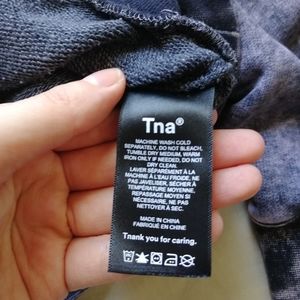 Tna®
MACHINE WASH COLD
SEPARATELY. DO NOT BLEACH,
TUMBLE DRY MEDIUM, WARM
IRON ONLY IF NEEDED, DO NOT
DRY CLEAN.
LAVER SÉPARÉMENT À LA
MACHINE À L'EAU FROIDE, NE
PAS JAVELISER, SÉCHER À
TEMPÉRATURE MOYENNE,
REPASSAGE MOYEN SI
NÉCESSAIRE, NE PAS
NETTOYER À SEC.
MADE IN CHINA
FABRIQUÉ EN CHINE
Thank you for caring.